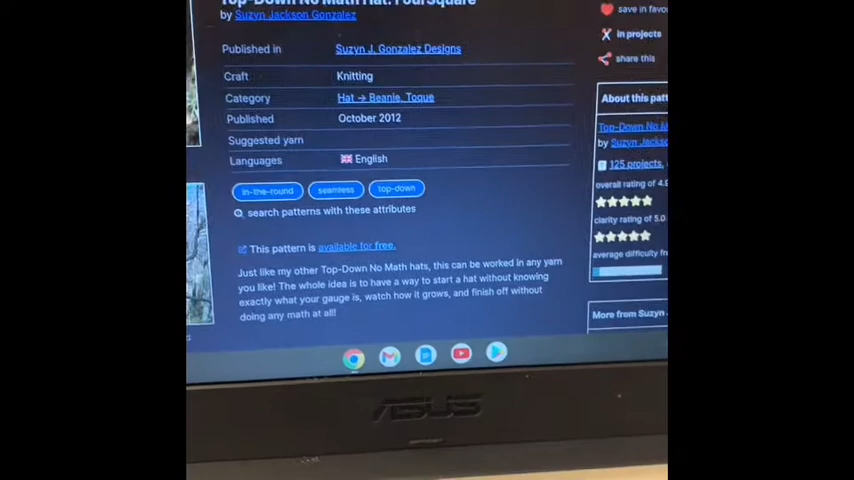 Top-Down No Math Hat: FourSquare
by Suzyn Jackson Gonzalez
Published in Suzyn J. Gonzalez Designs
Craft Knitting
Category Hat → Beanie, Toque
Published October 2012
Suggested yarn
Languages English
in-the-round seamless top-down
search patterns with these attributes
This pattern is available for free.
Just like my other Top-Down No Math hats, this can be worked in any yarn
you like! The whole idea is to have a way to start a hat without knowing
exactly what your gauge is, watch how it grows, and finish off without
doing any math at all!
save in favo
in projects
share this
About this patt
Top-Down No M
by Suzyn Jackso
125 projects,
overall rating of 4.9
clarity rating of 5.0
average difficulty fr
More from Suzyn
ASUS